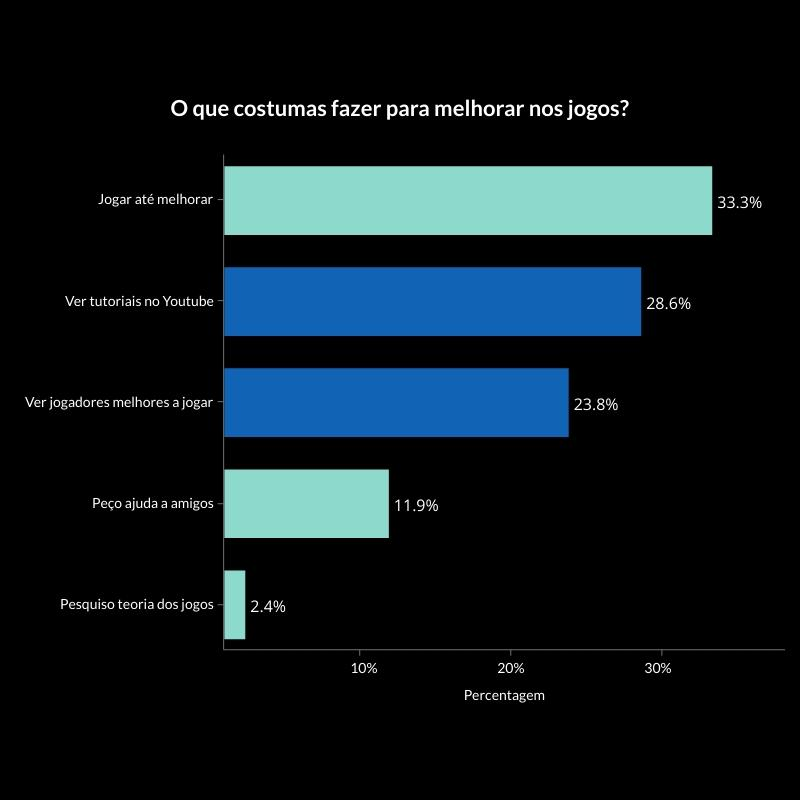 O que costumas fazer para melhorar nos jogos?
Jogar até melhorar
33.3%
Ver tutoriais no Youtube
28.6%
Ver jogadores melhores a jogar
23.8%
Peço ajuda a amigos
11.9%
Pesquiso teoria dos jogos
2.4%
10% 20% 30%
Percentagem